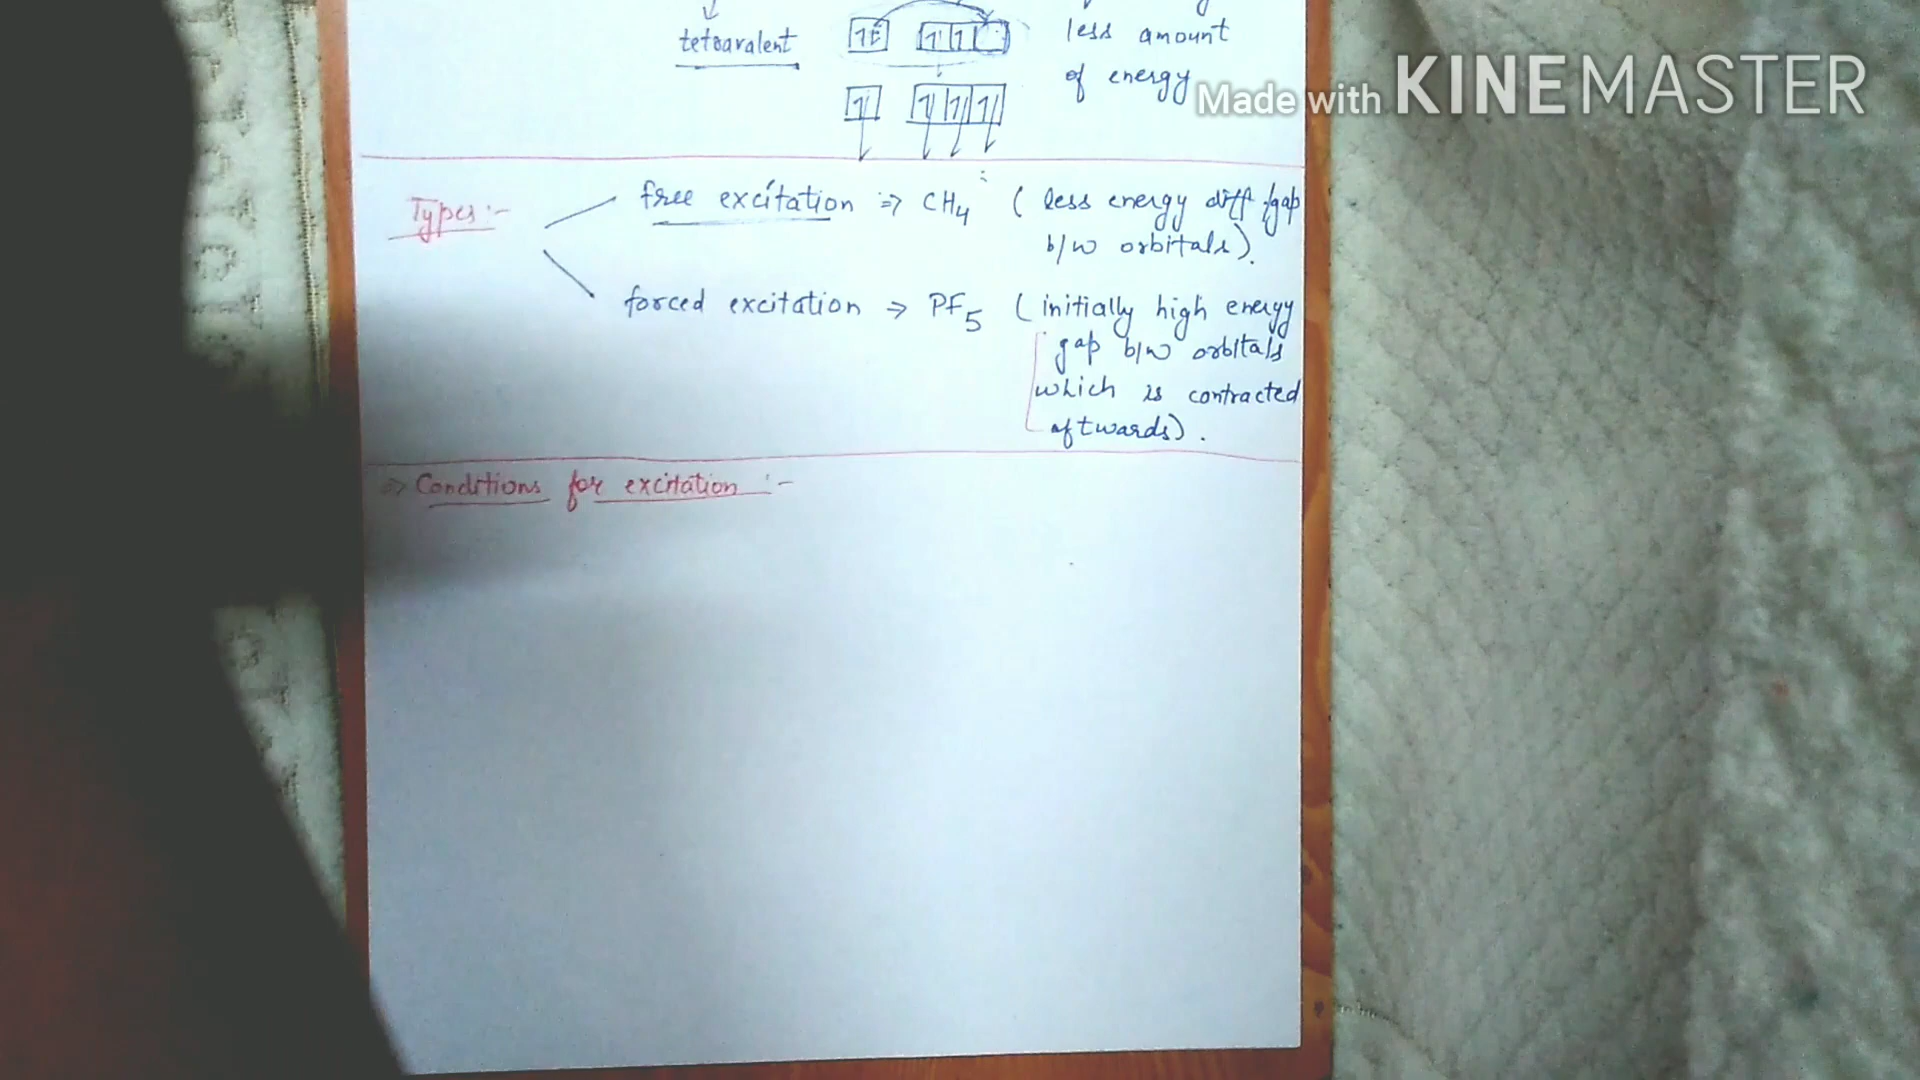 tetravalent
less amount
of energy
Made with KINEMASTER
Types:-
free excitation => CH4 ( less energy diff/gap
b/w orbitals).
forced excitation => PF5 ( initially high energy
gap b/w orbitals
which is contracted
aftwards).
=> Conditions for excitation :-